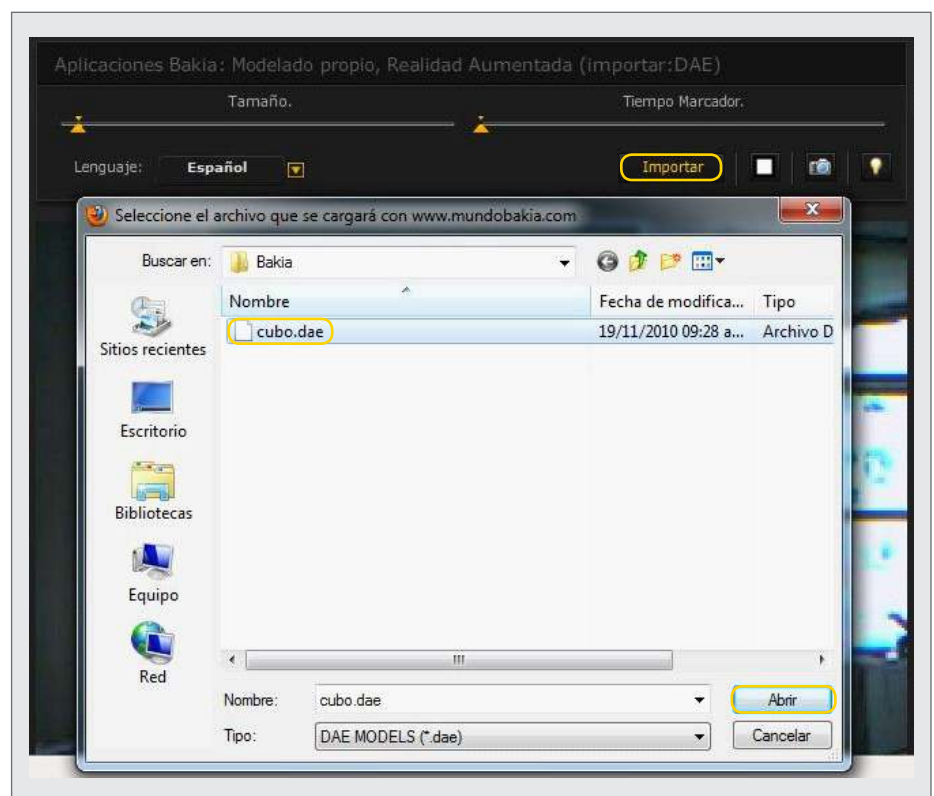 Aplicaciones Bakia: Modelado propio, Realidad Aumentada (importar:DAE)
Tamaño. Tiempo Marcador.
Lenguaje: Español Importar
Seleccione el archivo que se cargará con www.mundobakia.com
Buscar en: Bakia
Nombre Fecha de modifica... Tipo
cubo.dae 19/11/2010 09:28 a... Archivo D
Sitios recientes
Escritorio
Bibliotecas
Equipo
Red
Nombre: cubo.dae Abrir
Tipo: DAE MODELS (*.dae) Cancelar